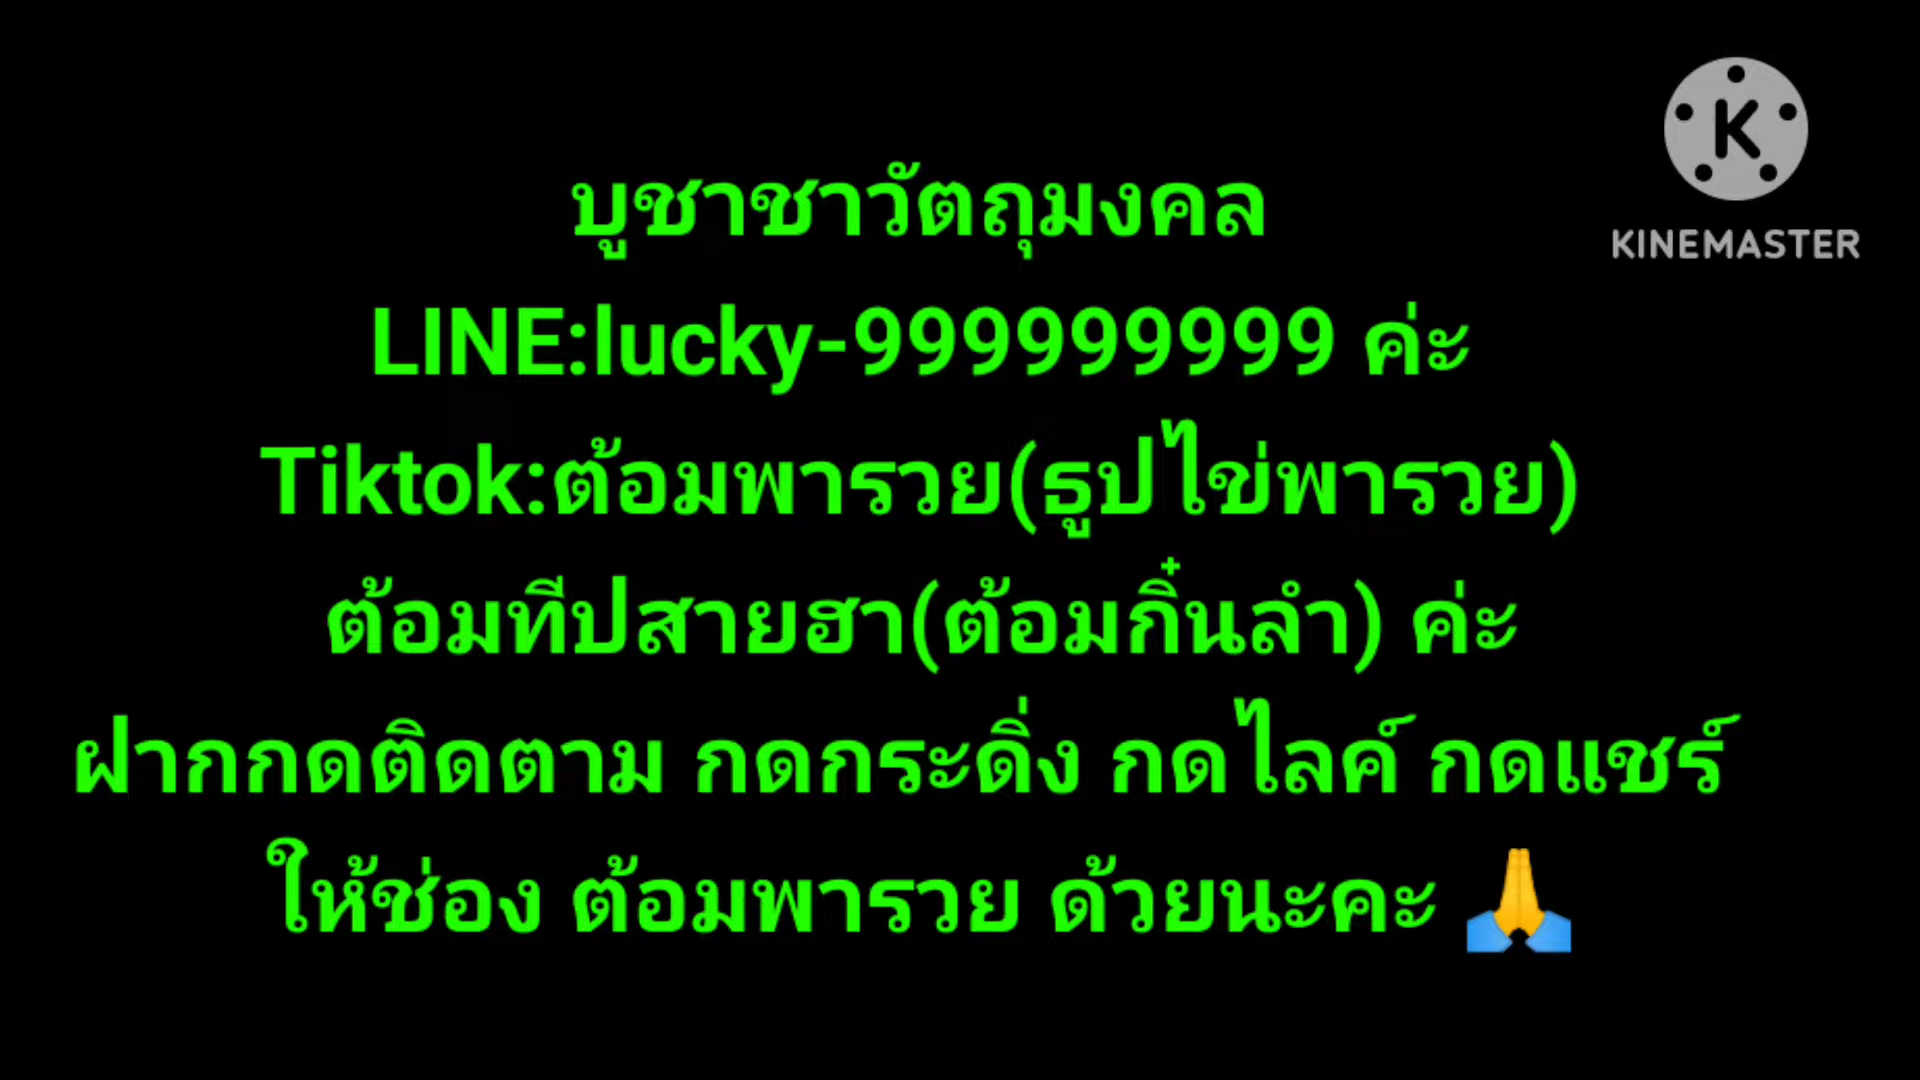 บูชาชาวัตถุมงคล
LINE:lucky-999999999 ค่ะ
Tiktok:ต้อมพารวย(ธูปไข่พารวย)
ต้อมทีปสายฮา(ต้อมกิ๋นลำ) ค่ะ
ฝากกดติดตาม กดกระดิ่ง กดไลค์ กดแชร์
ให้ช่อง ต้อมพารวย ด้วยนะคะ 🙏
K
KINEMASTER